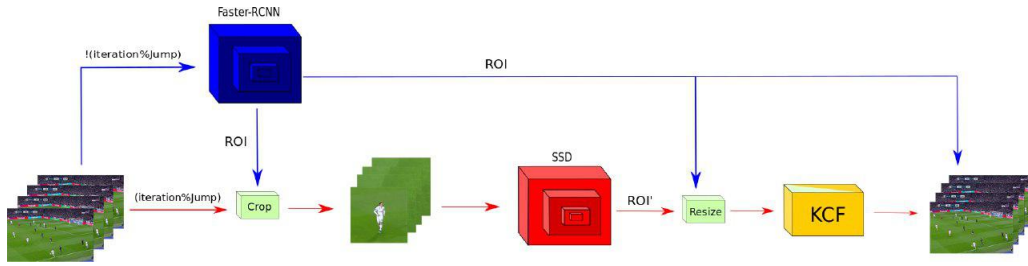 Faster-RCNN
!(iteration%Jump)
ROI
ROI
SSD
(iteration%Jump)
Crop
ROI'
Resize
KCF